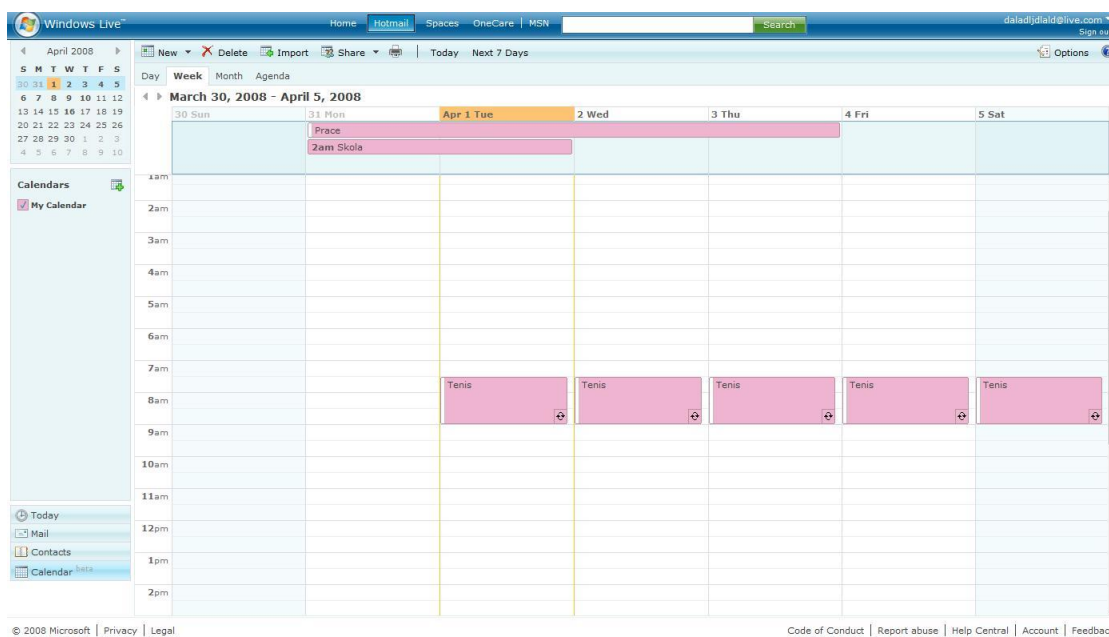 Windows Live™
Home Hotmail Spaces OneCare | MSN
Search
daladljdlald@live.com
Sign ou
April 2008
S M T W T F S
30 31 1 2 3 4 5
6 7 8 9 10 11 12
13 14 15 16 17 18 19
20 21 22 23 24 25 26
27 28 29 30 1 2 3
4 5 6 7 8 9 10
New Delete Import Share | Today Next 7 Days
Options
Day Week Month Agenda
March 30, 2008 - April 5, 2008
30 Sun 31 Mon Apr 1 Tue 2 Wed 3 Thu 4 Fri 5 Sat
Prace
2am Skola
Calendars
My Calendar
1am
2am
3am
4am
5am
6am
7am
Tenis Tenis Tenis Tenis Tenis
8am
9am
10am
11am
12pm
1pm
2pm
Today
Mail
Contacts
Calendar beta
© 2008 Microsoft | Privacy | Legal
Code of Conduct | Report abuse | Help Central | Account | Feedbac